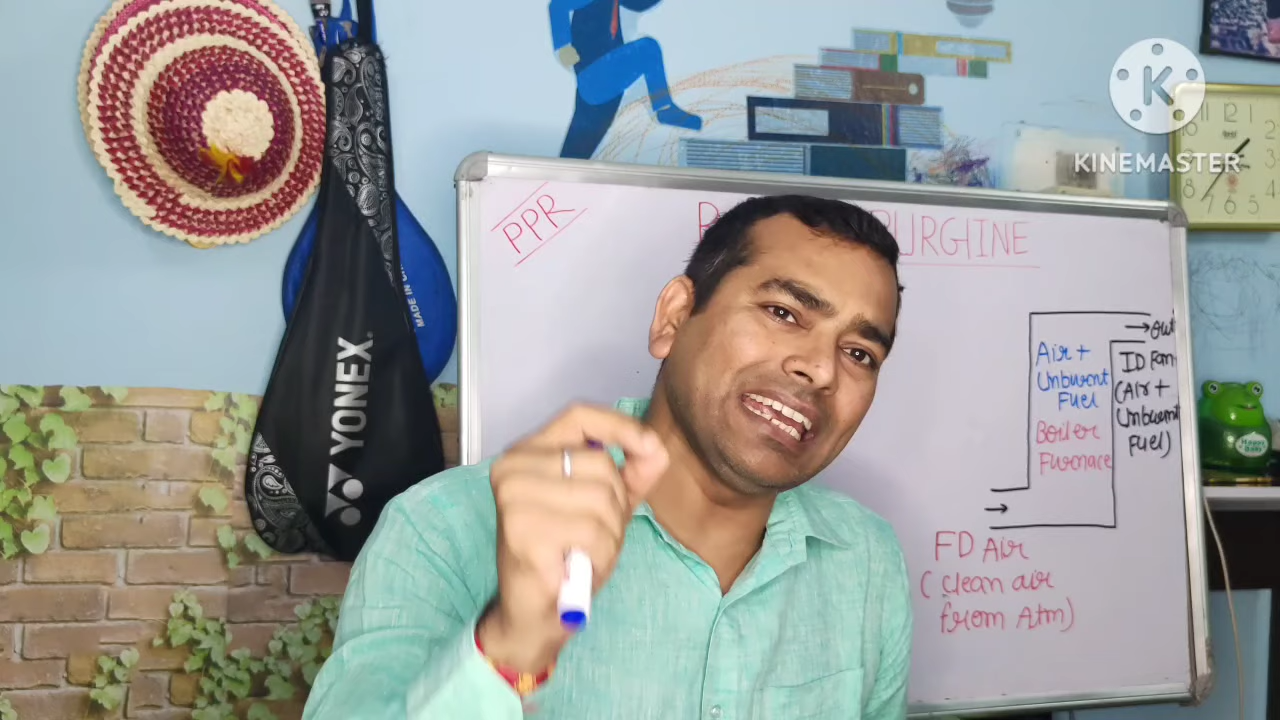 KINEMASTER
PPR
URGINE
YONEX
MADE IN
out
Air +
Unburnt
Fuel
Boiler
Furnace
ID Fan
(Air +
Unburnt
Fuel)
FD Air
(clean air
from Atm)